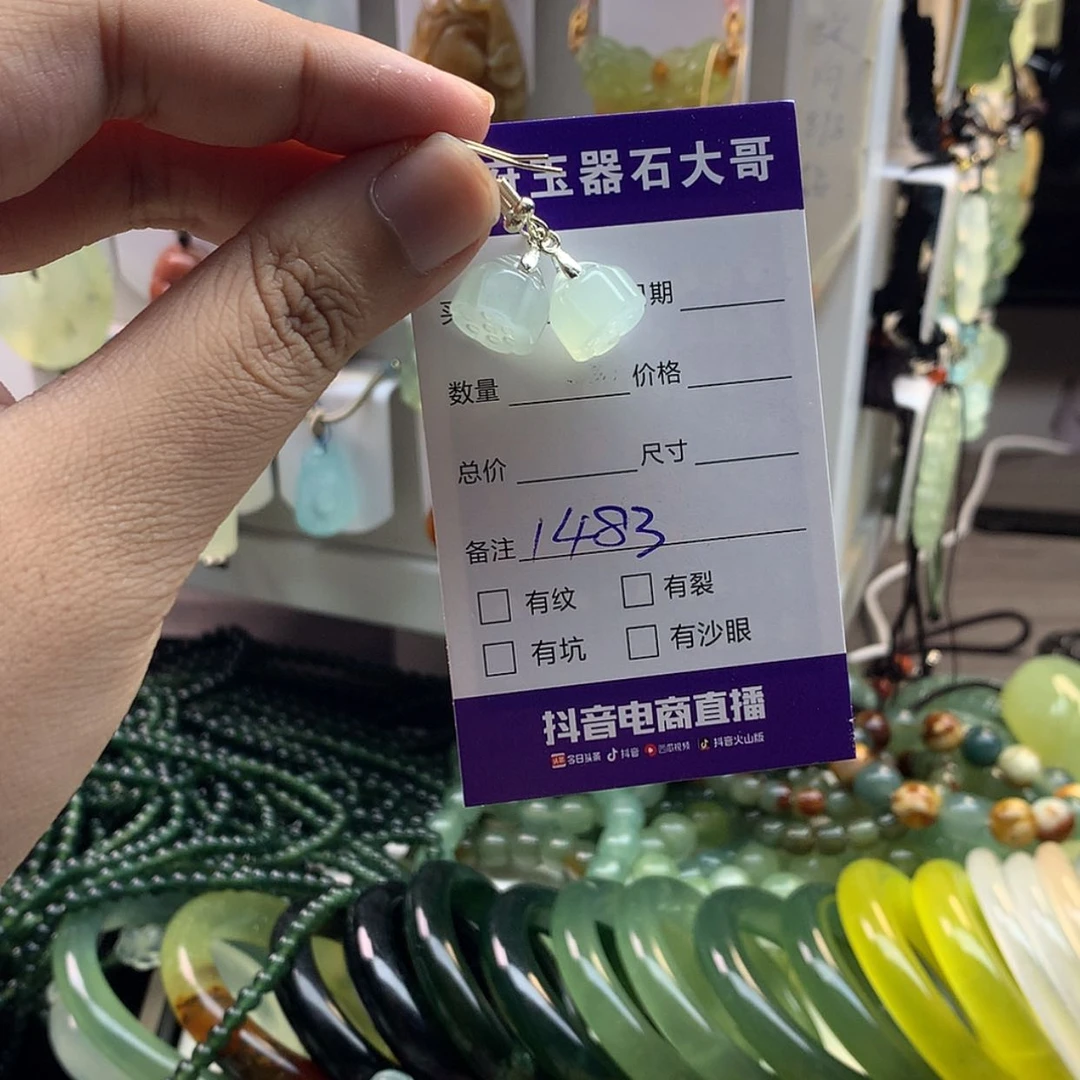 玉器石大哥
期
数量 价格
总价 尺寸
备注 1483
有纹 有裂
有坑 有沙眼
抖音电商直播
头条 今日头条 抖音 西瓜视频 抖音火山版